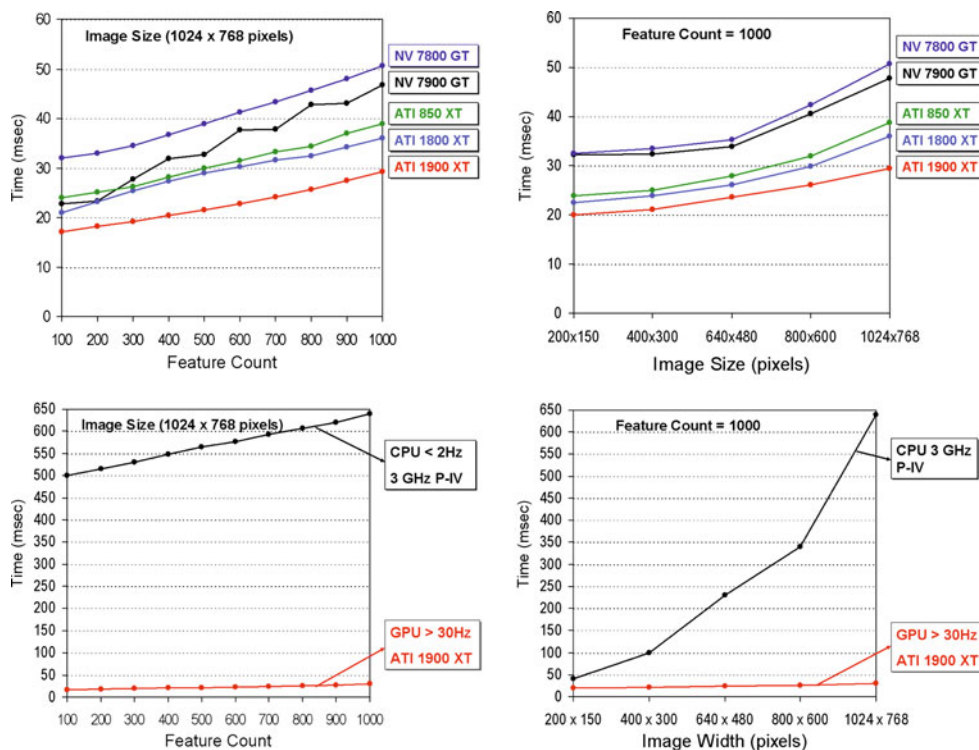 Image Size (1024 x 768 pixels)
Time (msec)
60
50
40
30
20
10
0
100 200 300 400 500 600 700 800 900 1000
Feature Count
NV 7800 GT
NV 7900 GT
ATI 850 XT
ATI 1800 XT
ATI 1900 XT
Feature Count = 1000
Time (msec)
60
50
40
30
20
10
0
200x150 400x300 640x480 800x600 1024x768
Image Size (pixels)
NV 7800 GT
NV 7900 GT
ATI 850 XT
ATI 1800 XT
ATI 1900 XT
Image Size (1024 x 768 pixels)
Time (msec)
650
600
550
500
450
400
350
300
250
200
150
100
50
0
100 200 300 400 500 600 700 800 900 1000
Feature Count
CPU < 2Hz
3 GHz P-IV
GPU > 30Hz
ATI 1900 XT
Feature Count = 1000
Time (msec)
650
600
550
500
450
400
350
300
250
200
150
100
50
0
200 x 150 400 x 300 640 x 480 800 x 600 1024 x 768
Image Width (pixels)
CPU 3 GHz
P-IV
GPU > 30Hz
ATI 1900 XT